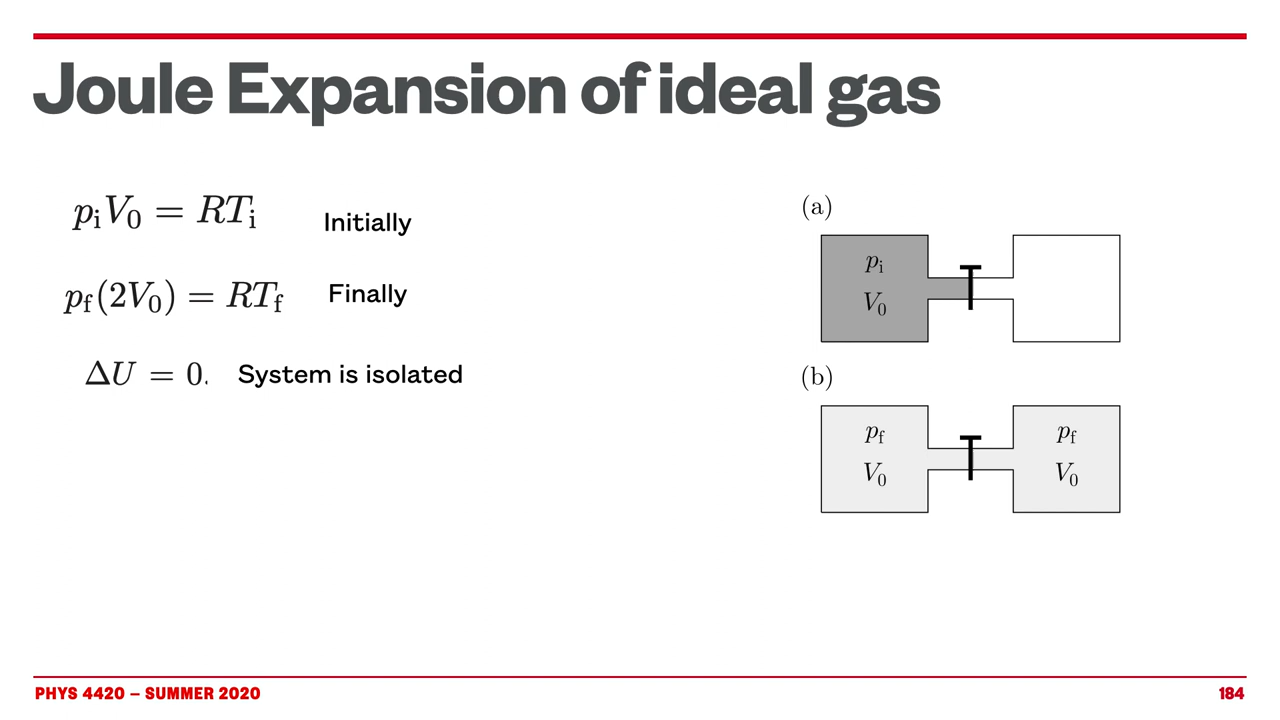 Joule Expansion of ideal gas
p_i V_0 = RT_i Initially
p_f(2V_0) = RT_f Finally
ΔU = 0. System is isolated
(a)
p_i
V_0
(b)
p_f p_f
V_0 V_0
PHYS 4420 – SUMMER 2020 184